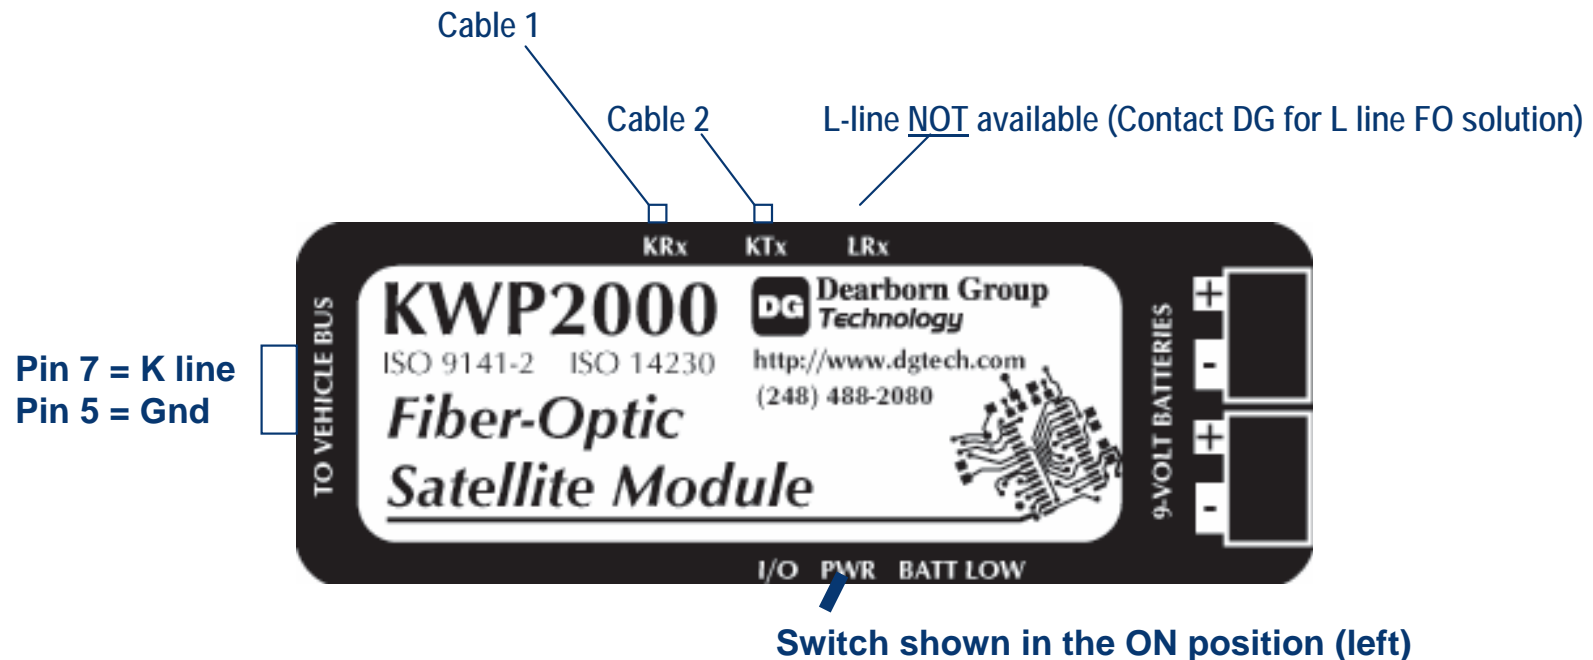 Cable 1
Cable 2
L-line NOT available (Contact DG for L line FO solution)
KRx KTx LRx
TO VEHICLE BUS
Pin 7 = K line
Pin 5 = Gnd
KWP2000
ISO 9141-2 ISO 14230
Fiber-Optic
Satellite Module
DG
Dearborn Group
Technology
http://www.dgtech.com
(248) 488-2080
9-VOLT BATTERIES
+
-
+
-
I/O PWR BATT LOW
Switch shown in the ON position (left)